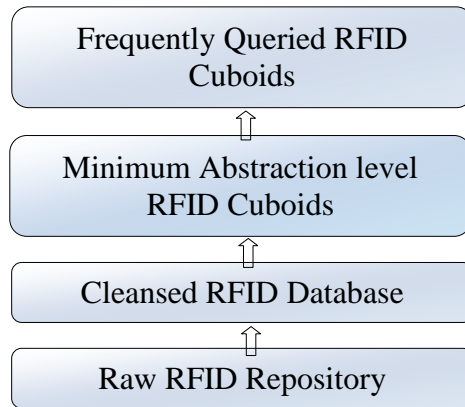 Frequently Queried RFID
Cuboids
Minimum Abstraction level
RFID Cuboids
Cleansed RFID Database
Raw RFID Repository